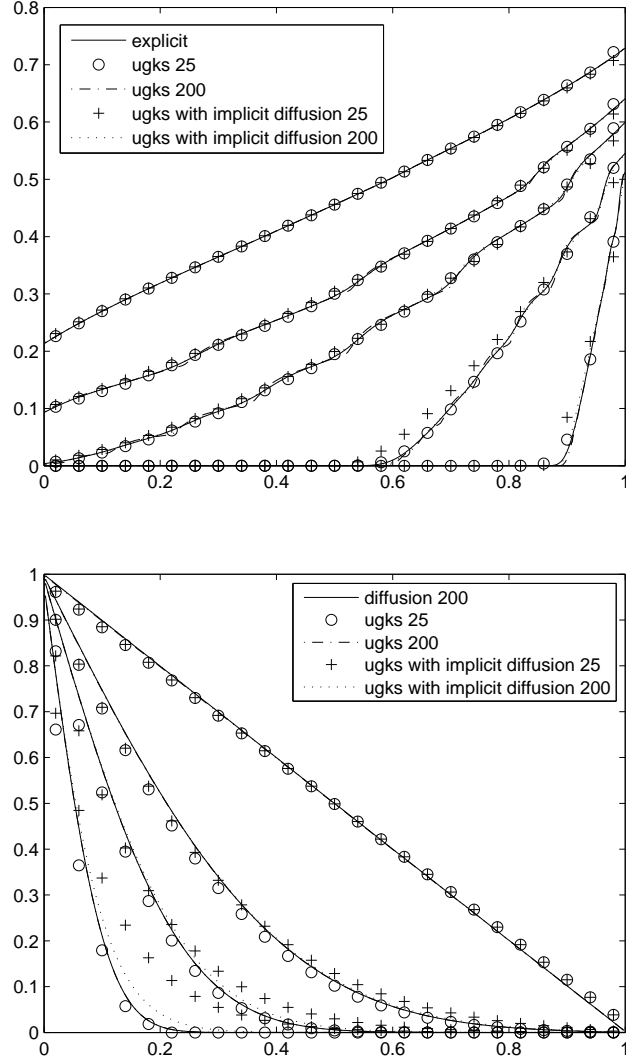 0.8
0.7
0.6
0.5
0.4
0.3
0.2
0.1
0
explicit
ugks 25
ugks 200
ugks with implicit diffusion 25
ugks with implicit diffusion 200
0 0.2 0.4 0.6 0.8 1
1
0.9
0.8
0.7
0.6
0.5
0.4
0.3
0.2
0.1
0
diffusion 200
ugks 25
ugks 200
ugks with implicit diffusion 25
ugks with implicit diffusion 200
0 0.2 0.4 0.6 0.8 1